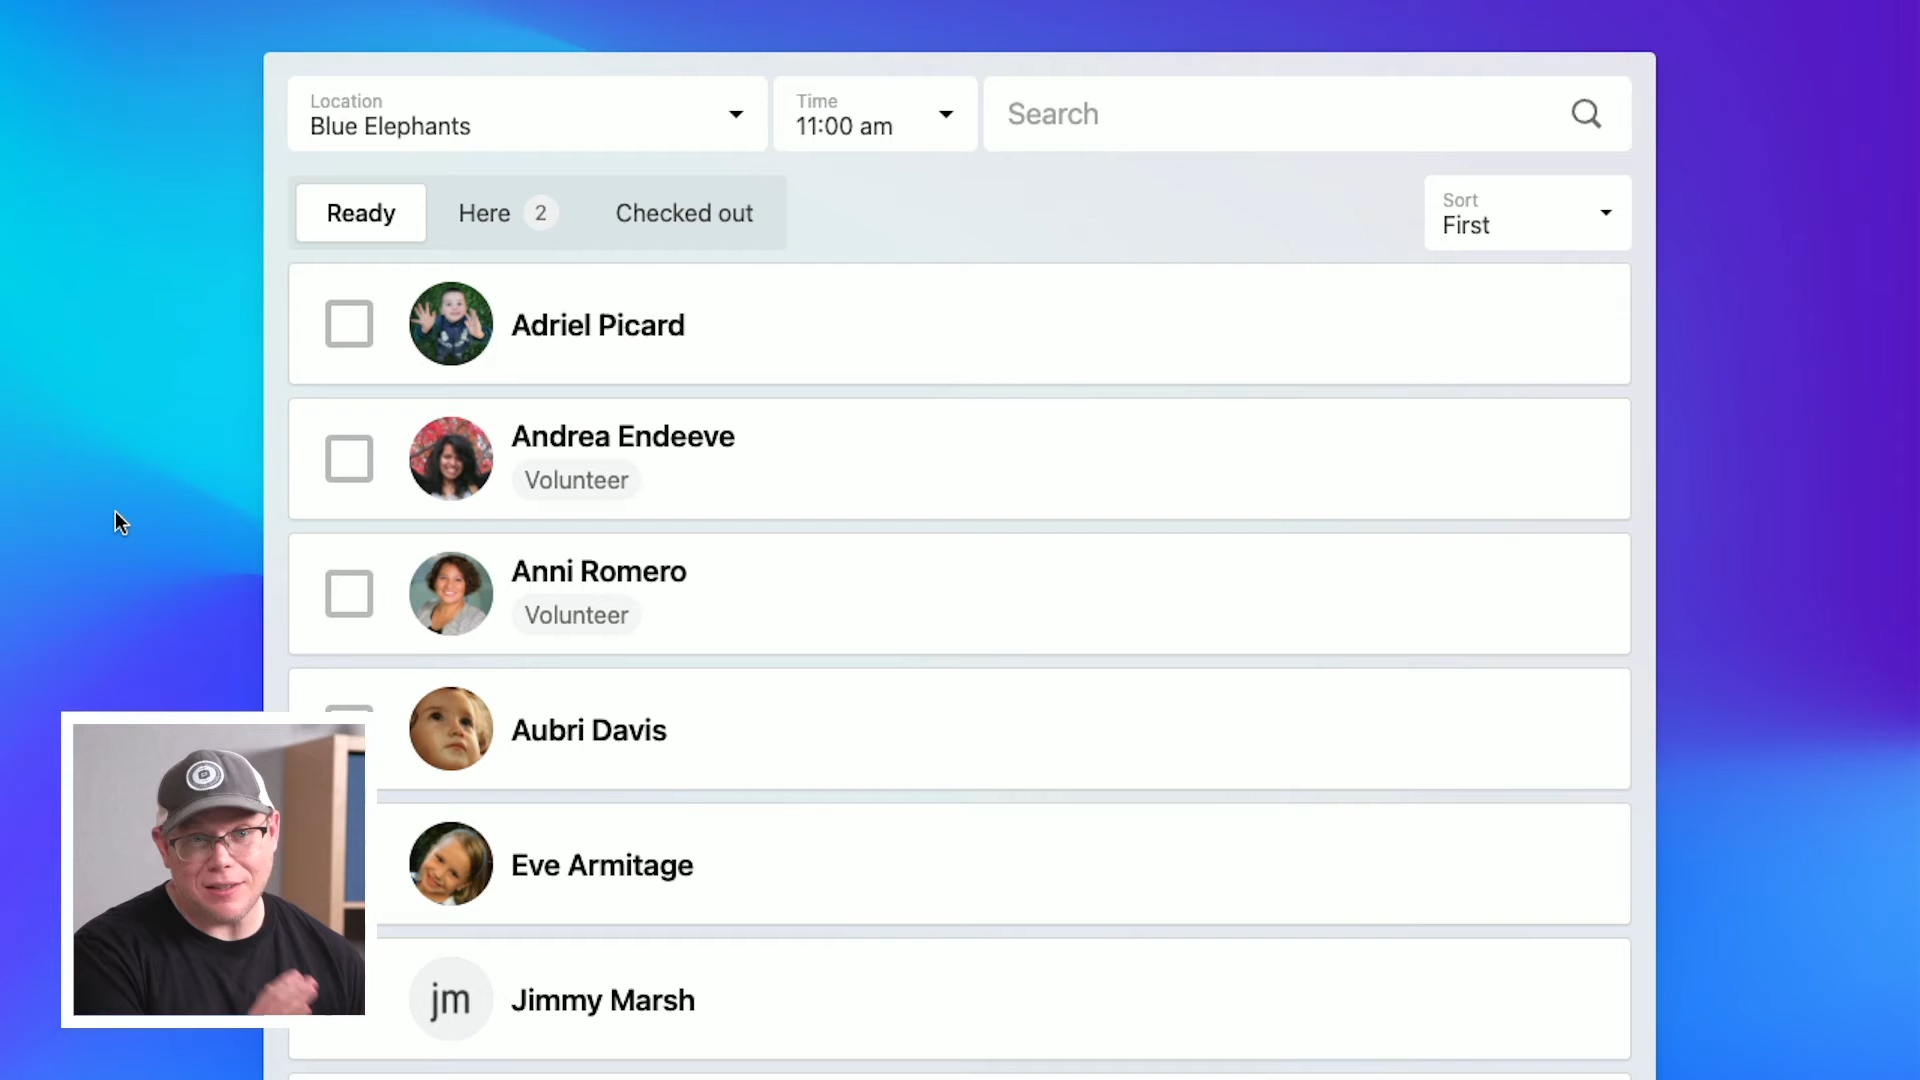 Location
Blue Elephants
Time
11:00 am
Search
Ready
Here 2
Checked out
Sort
First
Adriel Picard
Andrea Endeeve
Volunteer
Anni Romero
Volunteer
Aubri Davis
Eve Armitage
jm
Jimmy Marsh